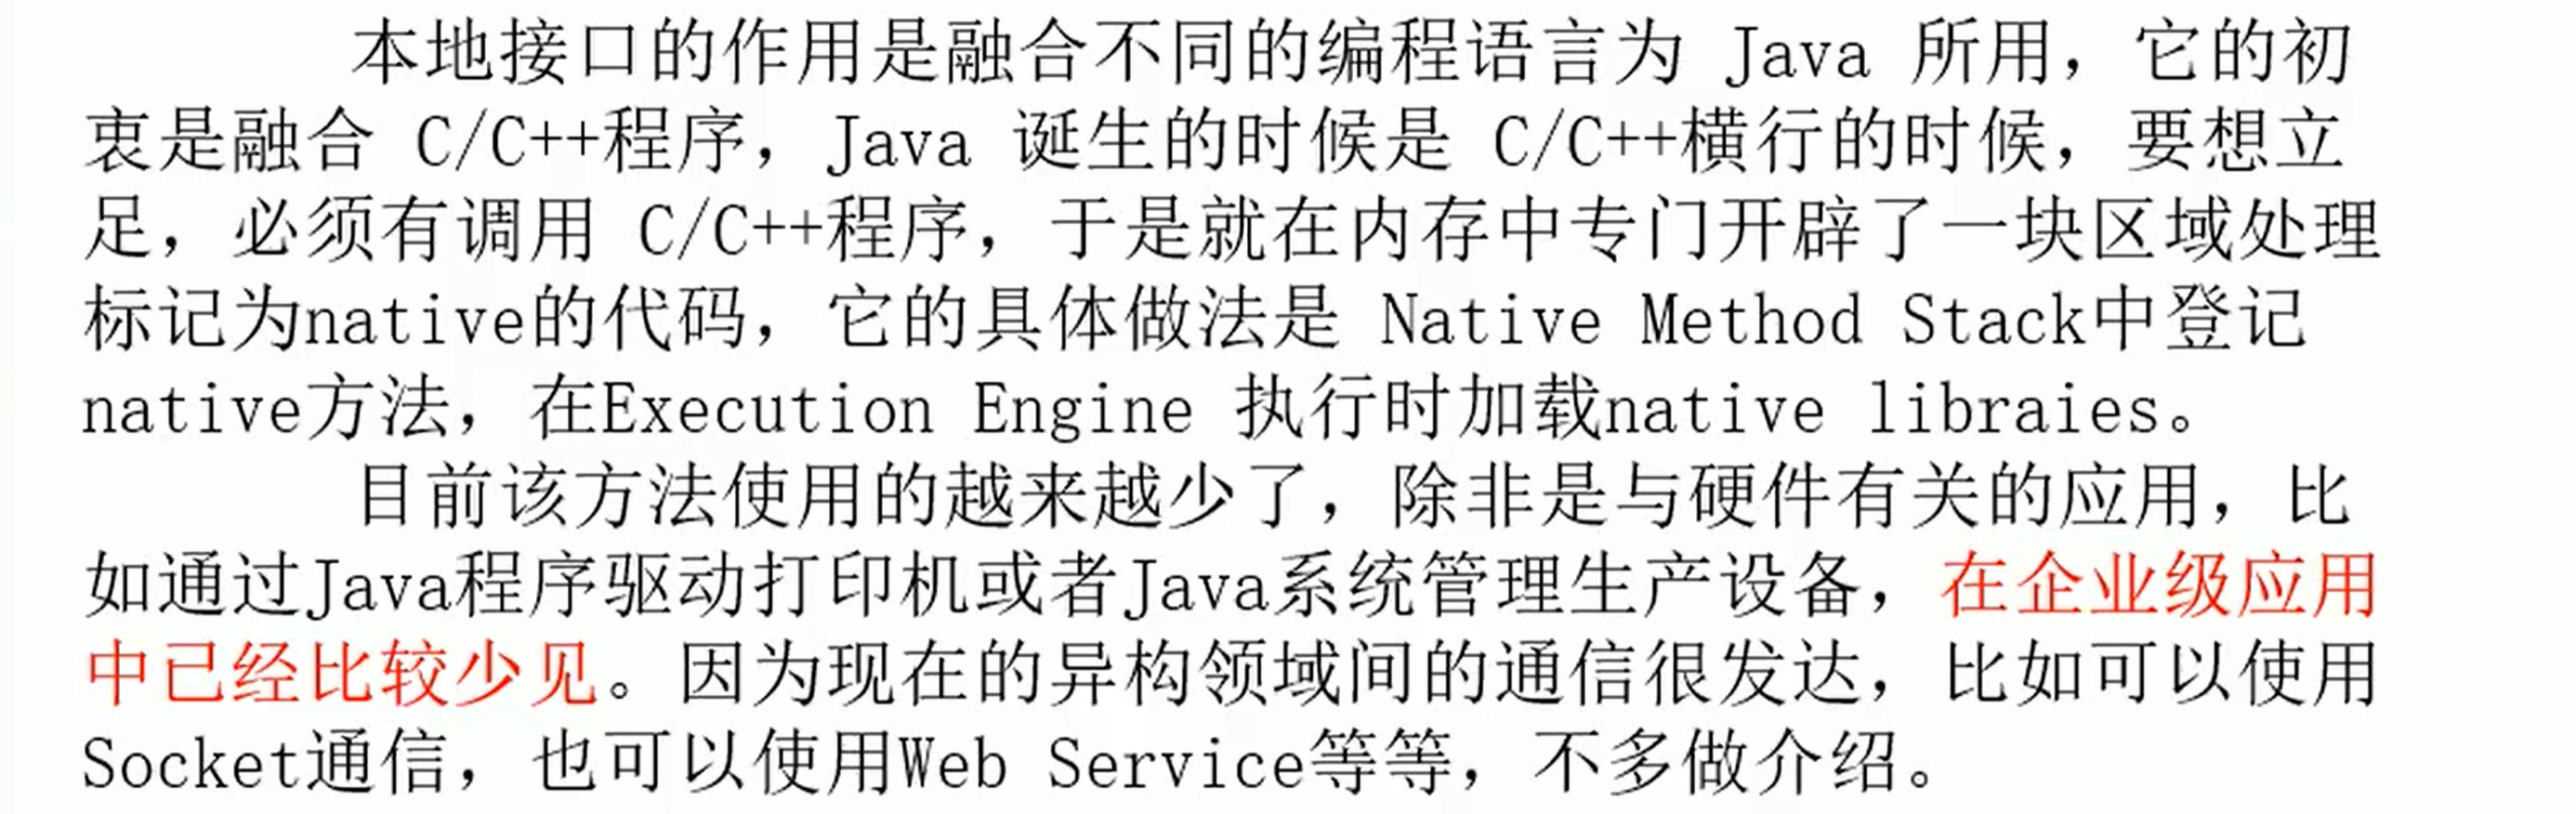 本地接口的作用是融合不同的编程语言为 Java 所用，它的初
衷是融合 C/C++程序，Java 诞生的时候是 C/C++横行的时候，要想立
足，必须有调用 C/C++程序，于是就在内存中专门开辟了一块区域处理
标记为native的代码，它的具体做法是 Native Method Stack中登记
native方法，在Execution Engine 执行时加载native libraies。
目前该方法使用的越来越少了，除非是与硬件有关的应用，比
如通过Java程序驱动打印机或者Java系统管理生产设备，在企业级应用
中已经比较少见。因为现在的异构领域间的通信很发达，比如可以使用
Socket通信，也可以使用Web Service等等，不多做介绍。